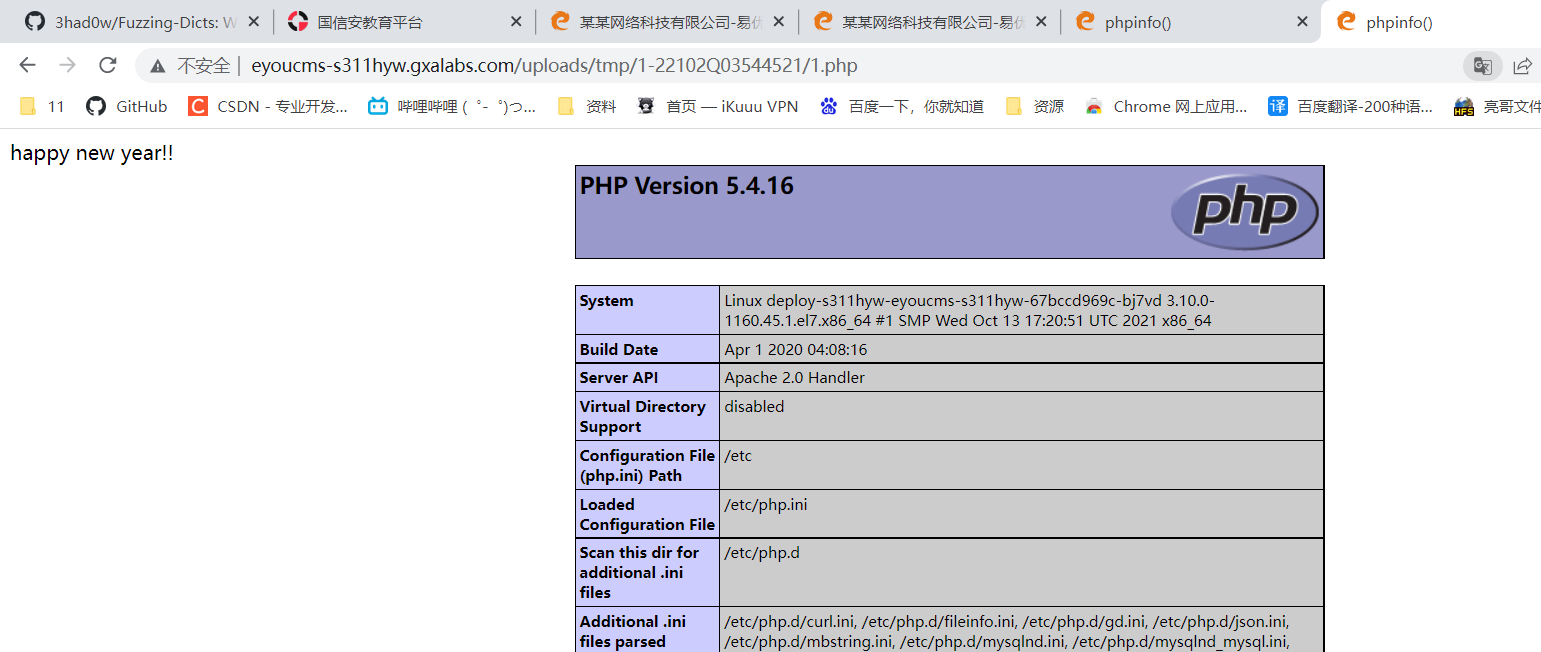 3had0w/Fuzzing-Dicts: W
国信安教育平台
某某网络科技有限公司-易优
某某网络科技有限公司-易优
phpinfo()
phpinfo()
不安全 | eyoucms-s311hyw.gxalabs.com/uploads/tmp/1-22102Q03544521/1.php
11
GitHub
CSDN - 专业开发...
哔哩哔哩 ( ゜- ゜)つ...
资料
首页 — iKuuu VPN
百度一下，你就知道
资源
Chrome 网上应用...
百度翻译-200种语...
亮哥文件
happy new year!!
PHP Version 5.4.16
php
System
Linux deploy-s311hyw-eyoucms-s311hyw-67bccd969c-bj7vd 3.10.0-
1160.45.1.el7.x86_64 #1 SMP Wed Oct 13 17:20:51 UTC 2021 x86_64
Build Date
Apr 1 2020 04:08:16
Server API
Apache 2.0 Handler
Virtual Directory
Support
disabled
Configuration File
(php.ini) Path
/etc
Loaded
Configuration File
/etc/php.ini
Scan this dir for
additional .ini
files
/etc/php.d
Additional .ini
files parsed
/etc/php.d/curl.ini, /etc/php.d/fileinfo.ini, /etc/php.d/gd.ini, /etc/php.d/json.ini,
/etc/php.d/mbstring.ini, /etc/php.d/mysqlnd.ini, /etc/php.d/mysqlnd_mysql.ini,